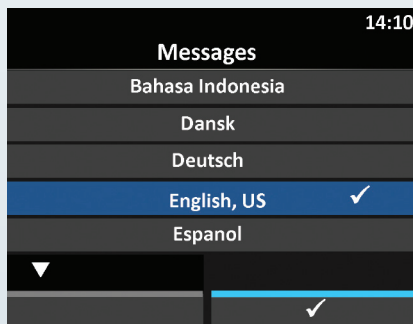 14:10
Messages
Bahasa Indonesia
Dansk
Deutsch
English, US
Espanol